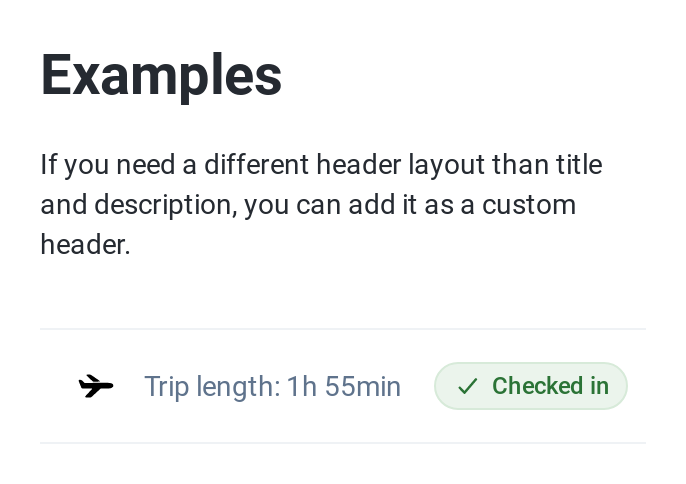 Examples
If you need a different header layout than title
and description, you can add it as a custom
header.
Trip length: 1h 55min
Checked in